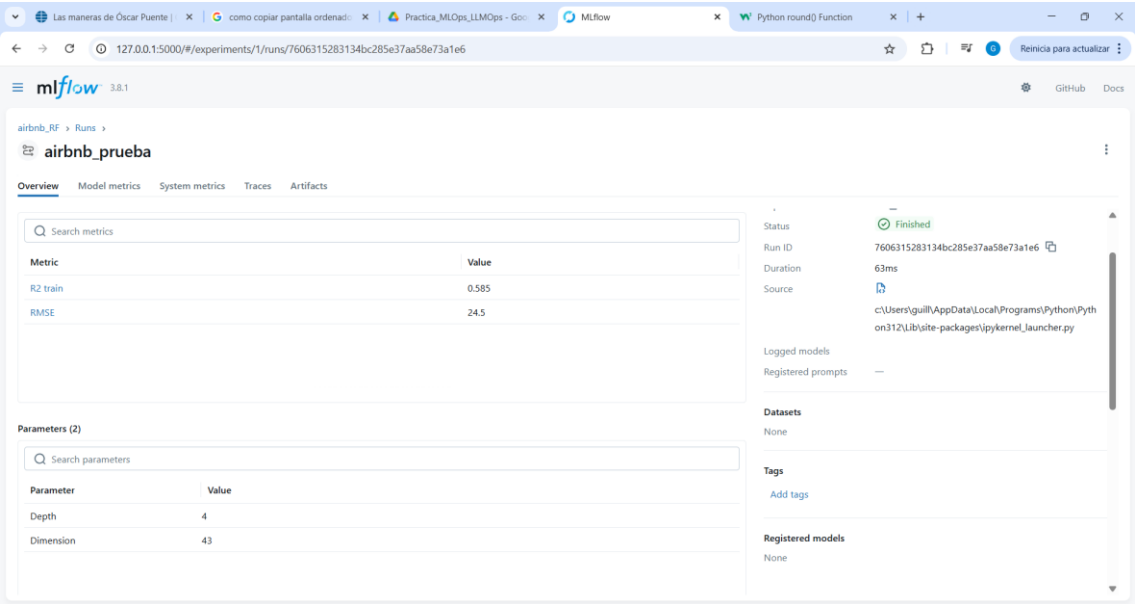 Las maneras de Óscar Puente |
como copiar pantalla ordenado
Practica_MLOps_LLMOps - Goo
MLflow
Python round() Function
127.0.0.1:5000/#/experiments/1/runs/7606315283134bc285e37aa58e73a1e6
G
Reinicia para actualizar
mlflow 3.8.1
GitHub
Docs
airbnb_RF > Runs >
airbnb_prueba
Overview
Model metrics
System metrics
Traces
Artifacts
Search metrics
Metric Value
R2 train 0.585
RMSE 24.5
Parameters (2)
Search parameters
Parameter Value
Depth 4
Dimension 43
Status Finished
Run ID 7606315283134bc285e37aa58e73a1e6
Duration 63ms
Source
c:\Users\guill\AppData\Local\Programs\Python\Pyth
on312\Lib\site-packages\ipykernel_launcher.py
Logged models
Registered prompts —
Datasets
None
Tags
Add tags
Registered models
None